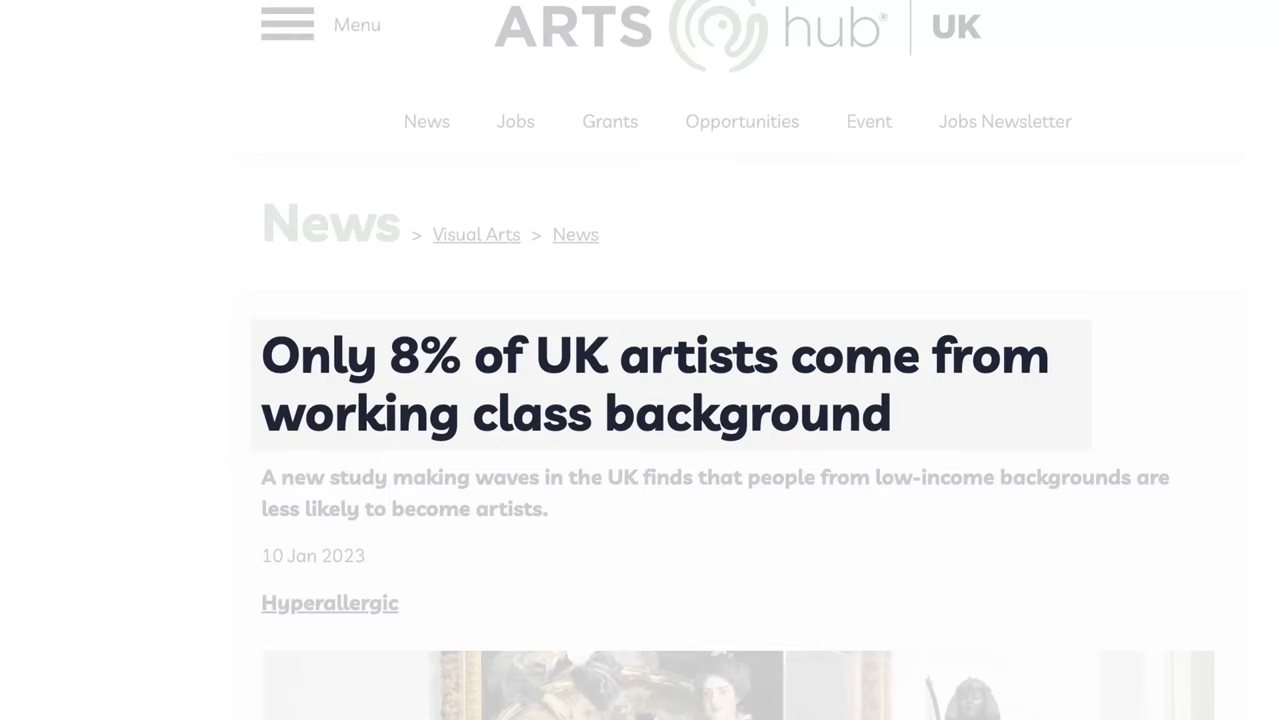 Menu
ARTS hub® UK
News Jobs Grants Opportunities Event Jobs Newsletter
News > Visual Arts > News
Only 8% of UK artists come from
working class background
A new study making waves in the UK finds that people from low-income backgrounds are
less likely to become artists.
10 Jan 2023
Hyperallergic